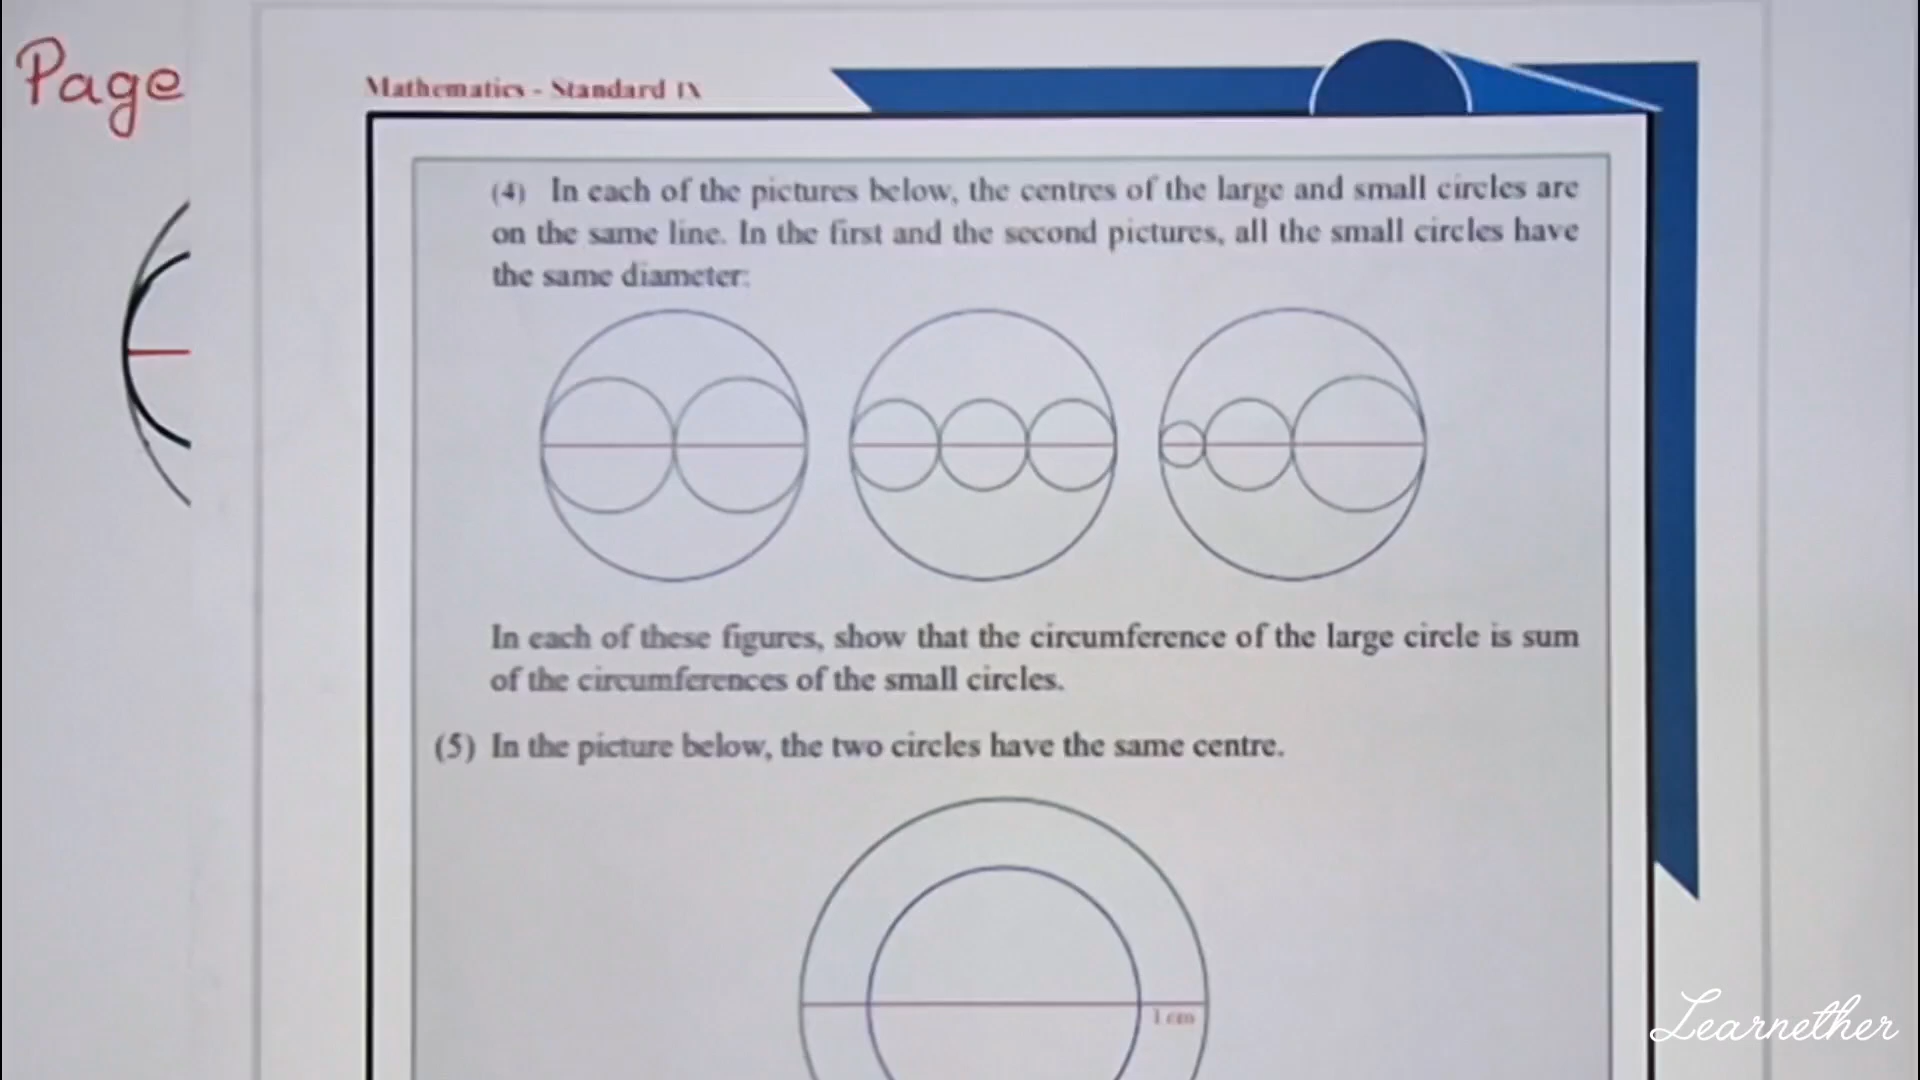 Page
Mathematics - Standard IX
(4) In each of the pictures below, the centres of the large and small circles are
on the same line. In the first and the second pictures, all the small circles have
the same diameter:
In each of these figures, show that the circumference of the large circle is sum
of the circumferences of the small circles.
(5) In the picture below, the two circles have the same centre.
1 cm
Learnether